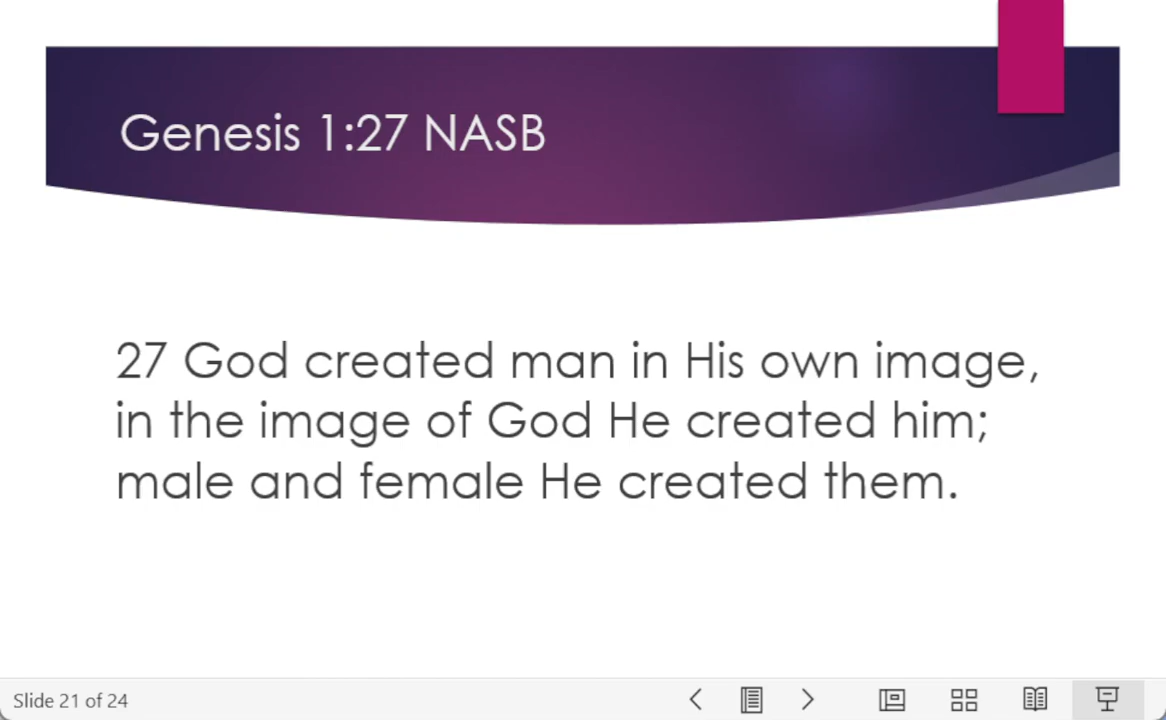 Genesis 1:27 NASB
27 God created man in His own image,
in the image of God He created him;
male and female He created them.
Slide 21 of 24